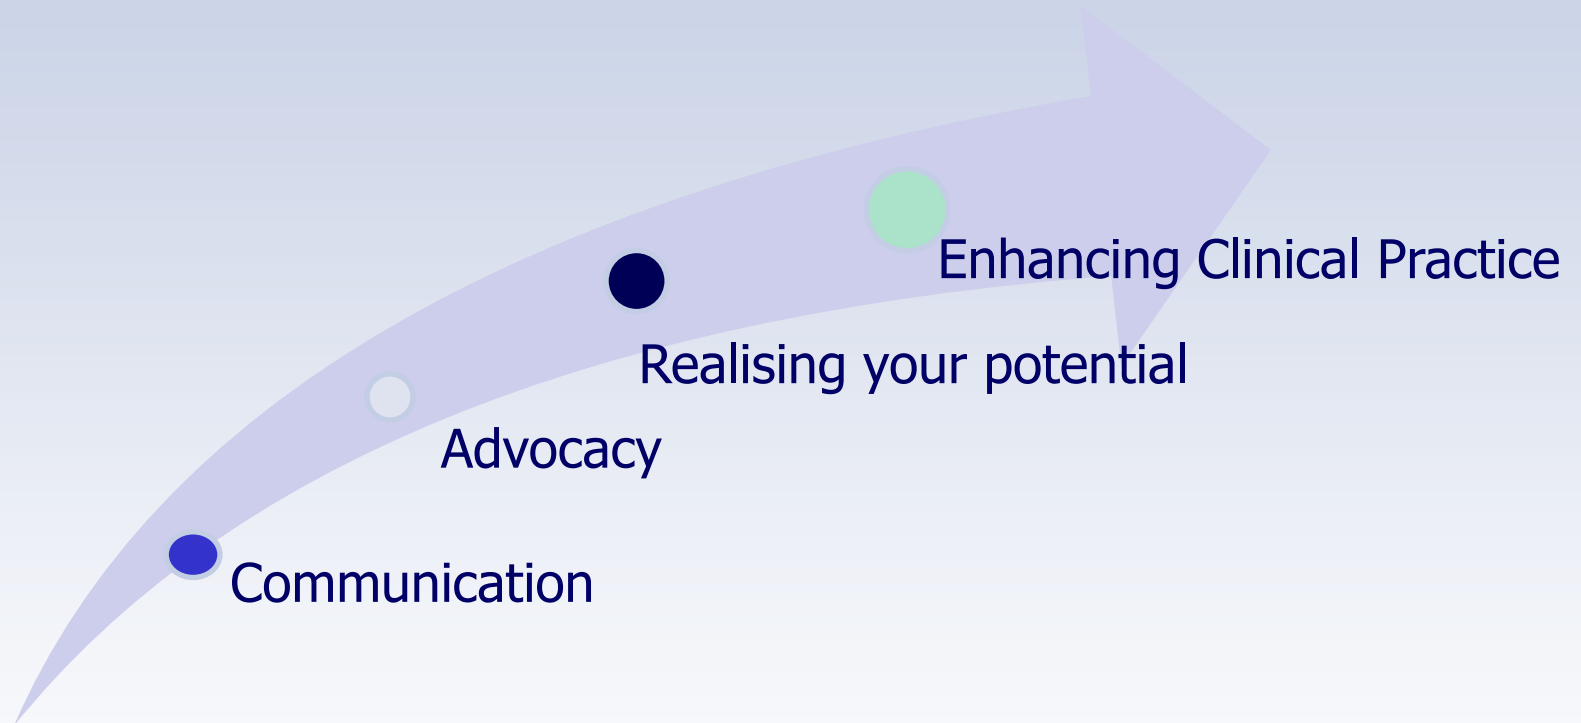 Enhancing Clinical Practice
Realising your potential
Advocacy
Communication